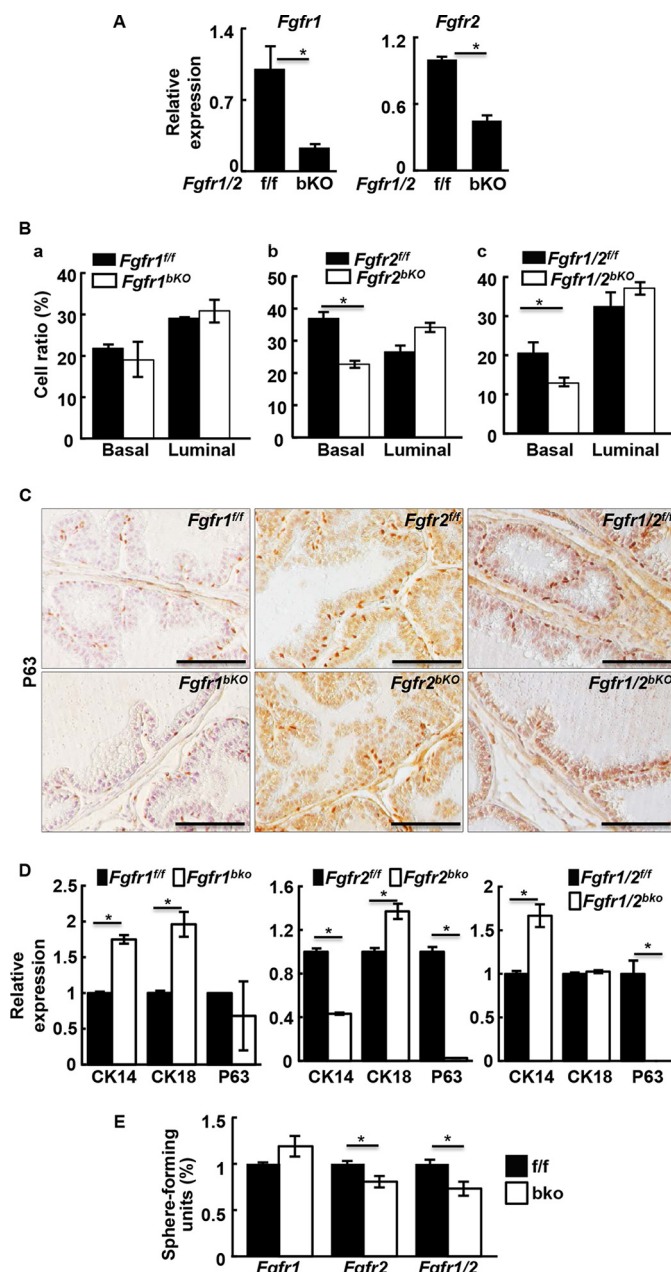 A
Fgfr1
Fgfr2
Relative expression
1.4
0.7
0
*
1.2
0.6
0
*
Fgfr1/2 f/f bKO
Fgfr1/2 f/f bKO
B
a
Fgfr1f/f
Fgfr1bKO
Cell ratio (%)
40
30
20
10
0
Basal Luminal
b
Fgfr2f/f
Fgfr2bKO
50
40
30
20
10
0
*
Basal Luminal
c
Fgfr1/2f/f
Fgfr1/2bKO
40
30
20
10
0
*
Basal Luminal
C
P63
Fgfr1f/f
Fgfr2f/f
Fgfr1/2f/f
Fgfr1bKO
Fgfr2bKO
Fgfr1/2bKO
D
Fgfr1f/f Fgfr1bko
Relative expression
2.5
2
1.5
1
0.5
0
* *
CK14 CK18 P63
Fgfr2f/f Fgfr2bko
1.6
1.2
0.8
0.4
0
* * *
CK14 CK18 P63
Fgfr1/2f/f
Fgfr1/2bko
2
1.5
1
0.5
0
* *
CK14 CK18 P63
E
Sphere-forming
units (%)
1.5
1
0.5
0
* *
Fgfr1 Fgfr2 Fgfr1/2
f/f
bko